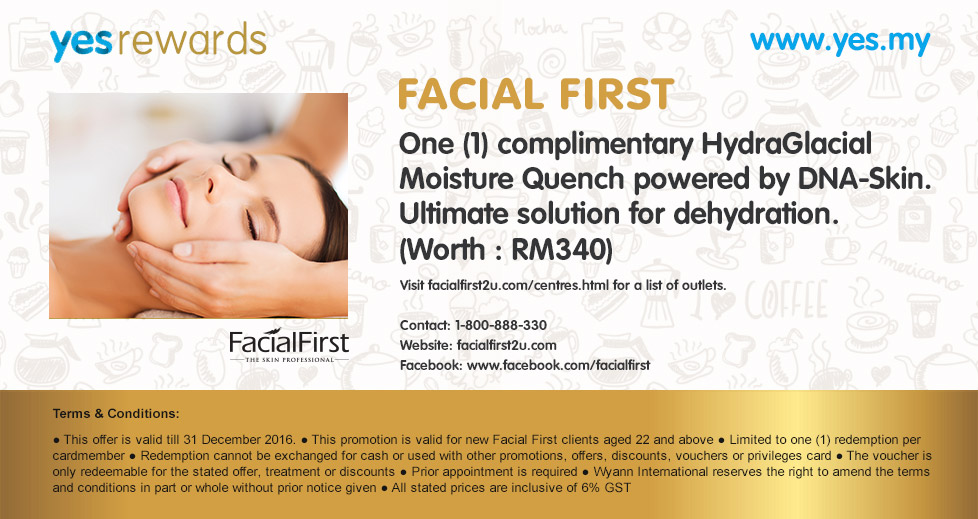 yes rewards
www.yes.my
FACIAL FIRST
One (1) complimentary HydraGlacial
Moisture Quench powered by DNA-Skin.
Ultimate solution for dehydration.
(Worth : RM340)
Visit facialfirst2u.com/centres.html for a list of outlets.
Contact: 1-800-888-330
Website: facialfirst2u.com
Facebook: www.facebook.com/facialfirst
FacialFirst
THE SKIN PROFESSIONAL
Mocha
Espresso
Americano
I COFFEE
Terms & Conditions:
● This offer is valid till 31 December 2016. ● This promotion is valid for new Facial First clients aged 22 and above ● Limited to one (1) redemption per
cardmember ● Redemption cannot be exchanged for cash or used with other promotions, offers, discounts, vouchers or privileges card ● The voucher is
only redeemable for the stated offer, treatment or discounts ● Prior appointment is required ● Wyann International reserves the right to amend the terms
and conditions in part or whole without prior notice given ● All stated prices are inclusive of 6% GST